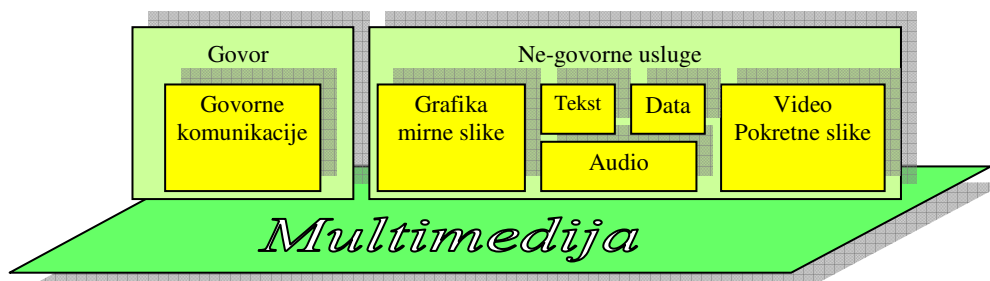 Govor
Govorne
komunikacije
Ne-govorne usluge
Grafika
mirne slike
Tekst
Data
Audio
Video
Pokretne slike
Multimedija